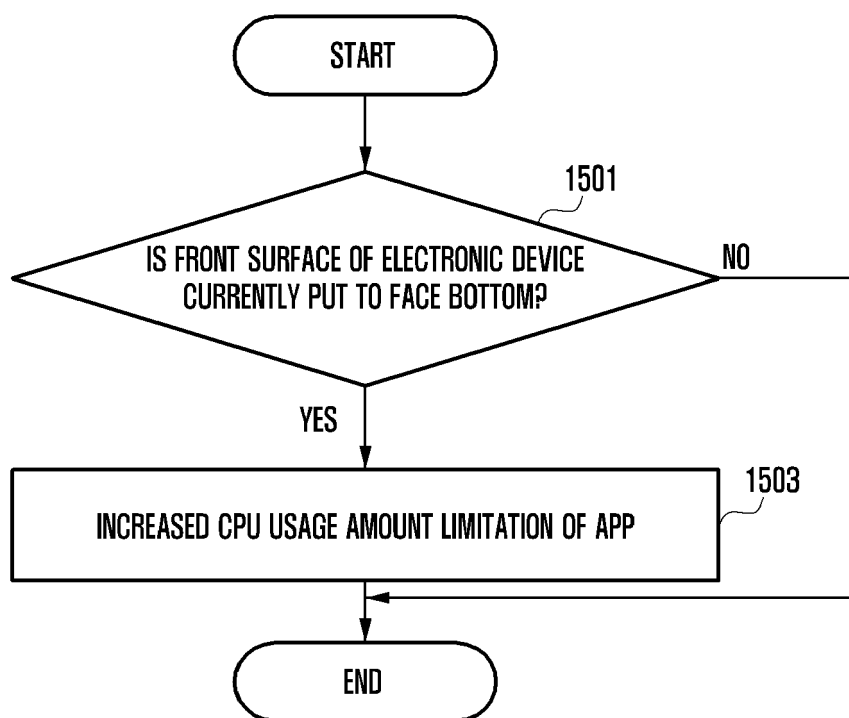 START
1501
IS FRONT SURFACE OF ELECTRONIC DEVICE
CURRENTLY PUT TO FACE BOTTOM?
NO
YES
1503
INCREASED CPU USAGE AMOUNT LIMITATION OF APP
END